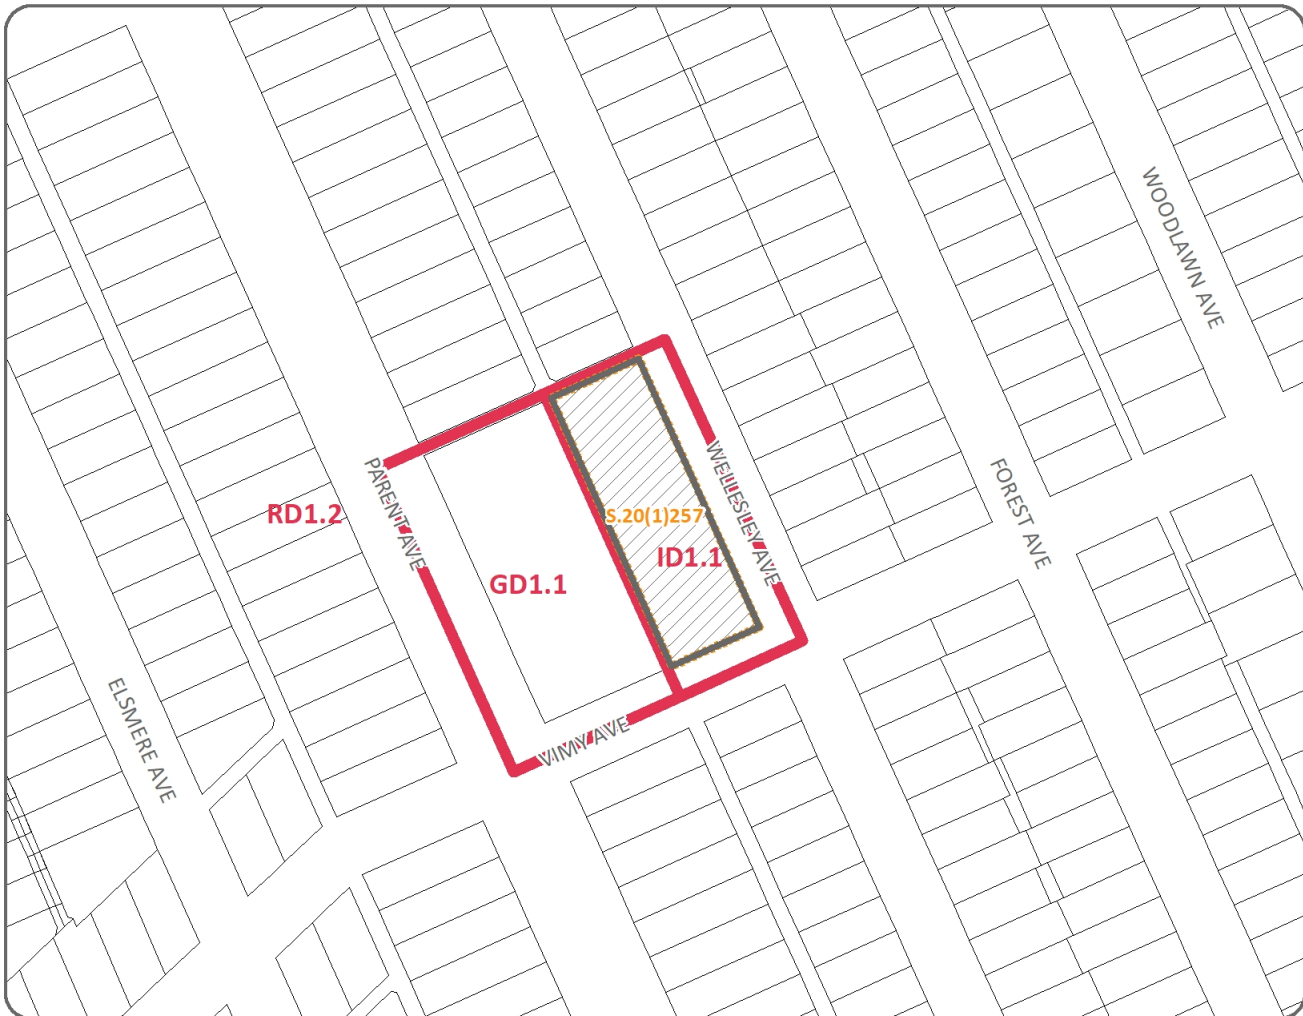 WOODLAWN AVE
PARENT AVE
WELLESLEY AVE
FOREST AVE
RD1.2
S.20(1)257
ID1.1
GD1.1
ELSMERE AVE
VIMY AVE